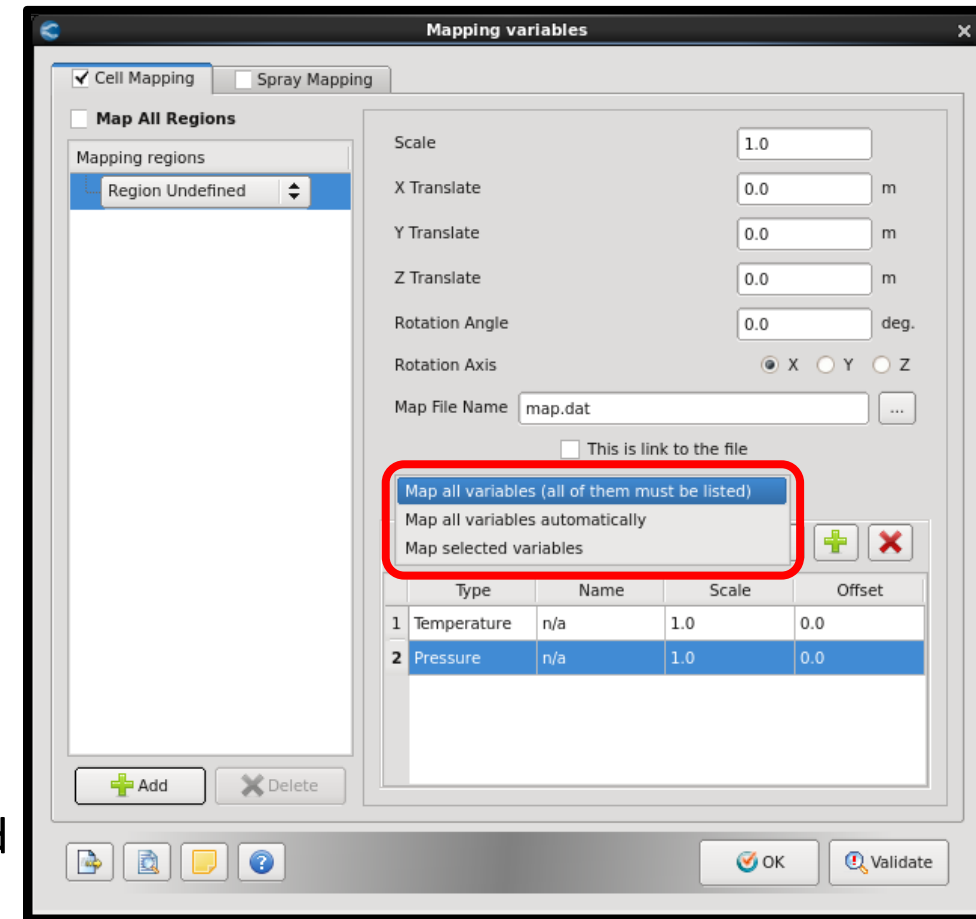 Mapping variables
Cell Mapping Spray Mapping
Map All Regions
Mapping regions
Region Undefined
Scale 1.0
X Translate 0.0 m
Y Translate 0.0 m
Z Translate 0.0 m
Rotation Angle 0.0 deg.
Rotation Axis X Y Z
Map File Name map.dat ...
This is link to the file
Map all variables (all of them must be listed)
Map all variables automatically
Map selected variables
Type Name Scale Offset
1 Temperature n/a 1.0 0.0
2 Pressure n/a 1.0 0.0
Add Delete
OK Validate